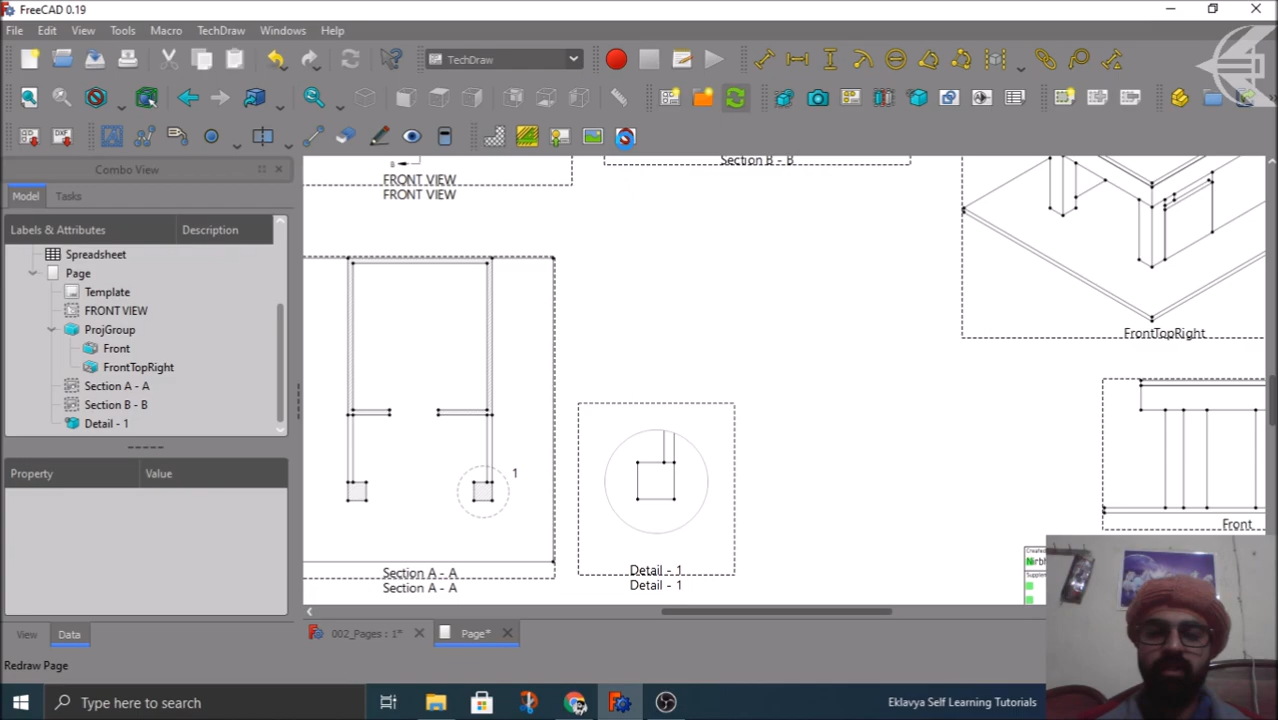 FreeCAD 0.19
File Edit View Tools Macro TechDraw Windows Help
TechDraw
Combo View
Model Tasks
Labels & Attributes Description
Spreadsheet
Page
Template
FRONT VIEW
ProjGroup
Front
FrontTopRight
Section A - A
Section B - B
Detail - 1
Property Value
View Data
Redraw Page
FRONT VIEW
FRONT VIEW
Section B - B
FrontTopRight
1
Section A - A
Section A - A
Detail - 1
Detail - 1
Front
002_Pages : 1*
Page*
Type here to search
Eklavya Self Learning Tutorials